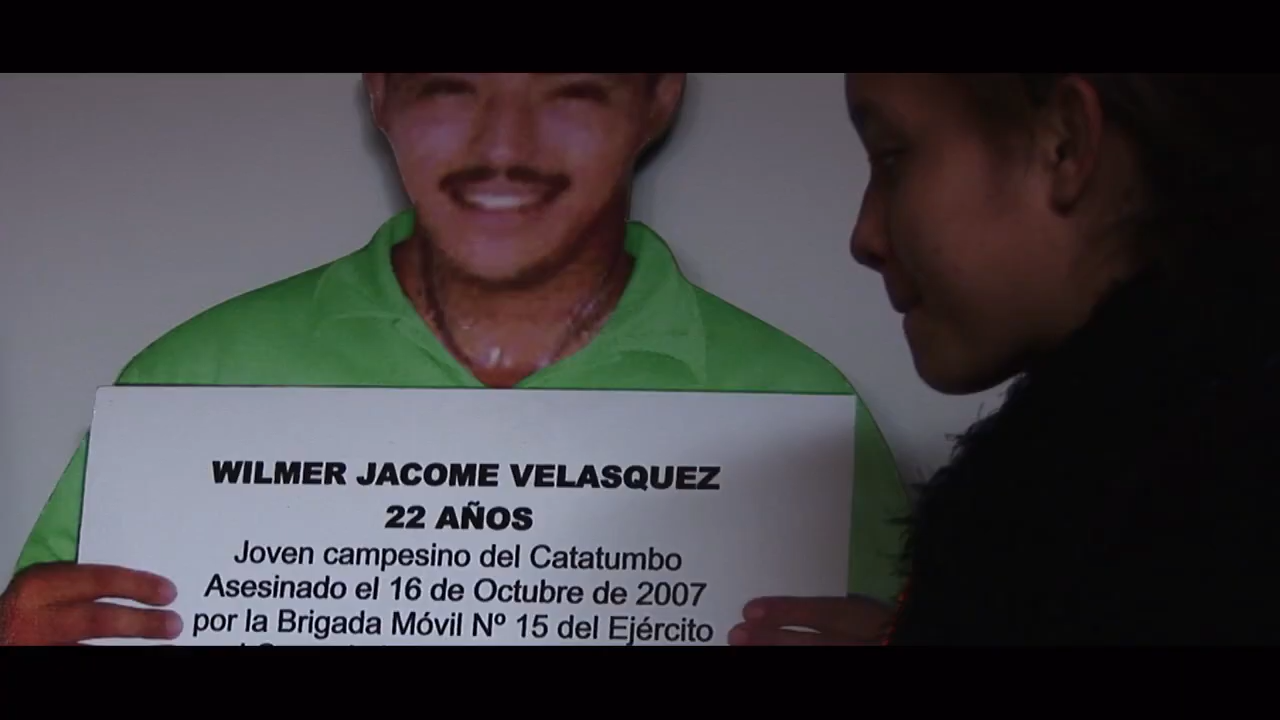 WILMER JACOME VELASQUEZ
22 AÑOS
Joven campesino del Catatumbo
Asesinado el 16 de Octubre de 2007
por la Brigada Móvil Nº 15 del Ejército